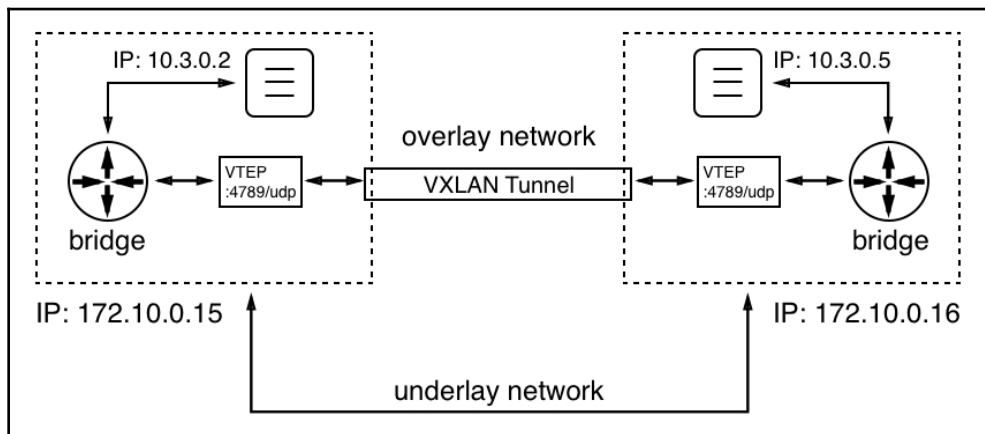 IP: 10.3.0.2
IP: 10.3.0.5
overlay network
VTEP
:4789/udp
VXLAN Tunnel
VTEP
:4789/udp
bridge
bridge
IP: 172.10.0.15
IP: 172.10.0.16
underlay network